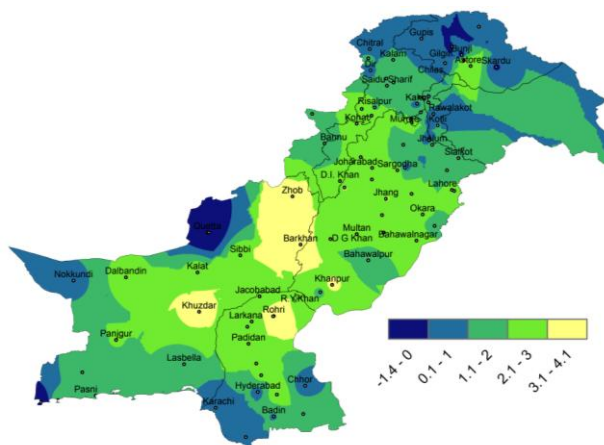 Gupis
Chitral
Bunji
Gilgit
Kalam
Astore
Skardu
Chilas
Dir
Saidu Sharif
Kakul
Risalpur
Rawalakot
Kohat
Murree
Kotli
Bannu
Jhelum
Sialkot
Joharabad
Sargogha
D.I. Khan
Lahore
Zhob
Jhang
Okara
Quetta
Multan
Barkhan
D G Khan
Bahawalnagar
Sibbi
Bahawalpur
Nokkundi
Dalbandin
Kalat
Khanpur
Jacobabad
R Y Khan
Khuzdar
Larkana
Rohri
Panjgur
Padidan
Lasbella
Chhor
Hyderabad
Pasni
Karachi
Badin
-1.4 - 0
0.1 - 1
1.1 - 2
2.1 - 3
3.1 - 4.1